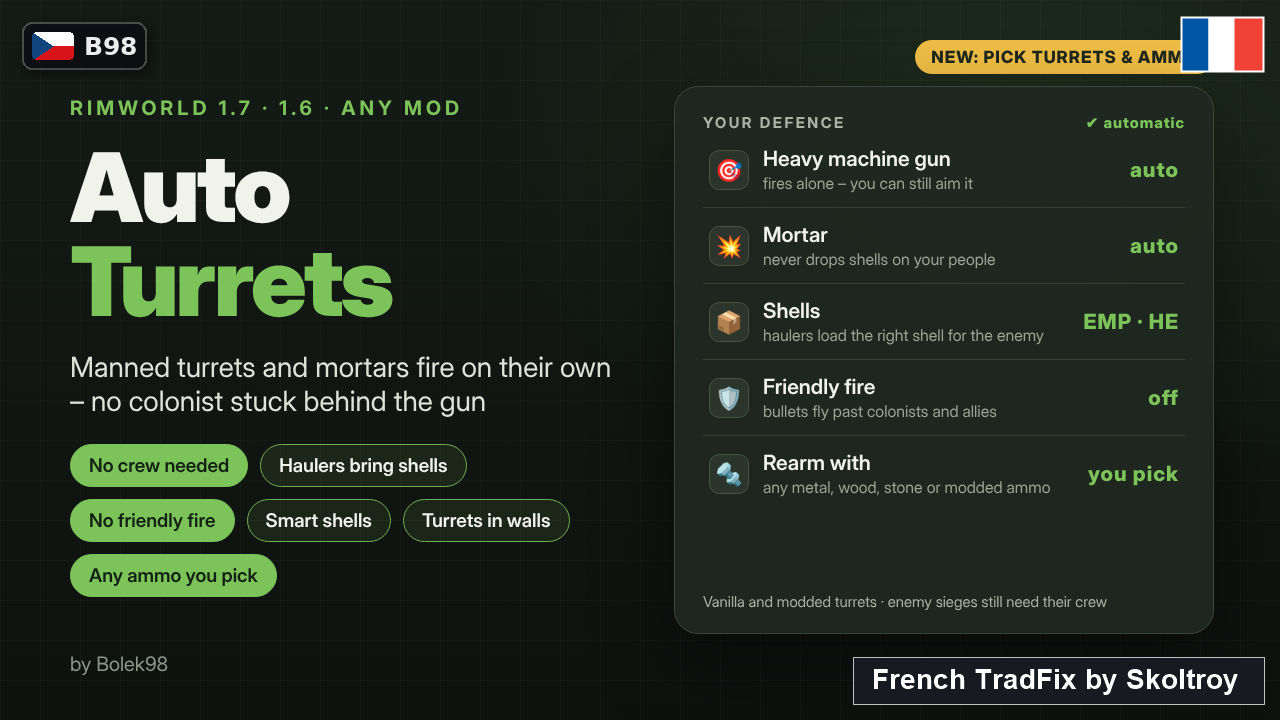 B98
NEW: PICK TURRETS & AMM
RIMWORLD 1.7 · 1.6 · ANY MOD
Auto
Turrets
Manned turrets and mortars fire on their own
– no colonist stuck behind the gun
No crew needed
Haulers bring shells
No friendly fire
Smart shells
Turrets in walls
Any ammo you pick
by Bolek98
YOUR DEFENCE
✔ automatic
Heavy machine gun
fires alone – you can still aim it
auto
Mortar
never drops shells on your people
auto
Shells
haulers load the right shell for the enemy
EMP · HE
Friendly fire
bullets fly past colonists and allies
off
Rearm with
any metal, wood, stone or modded ammo
you pick
Vanilla and modded turrets · enemy sieges still need their crew
French TradFix by Skoltroy